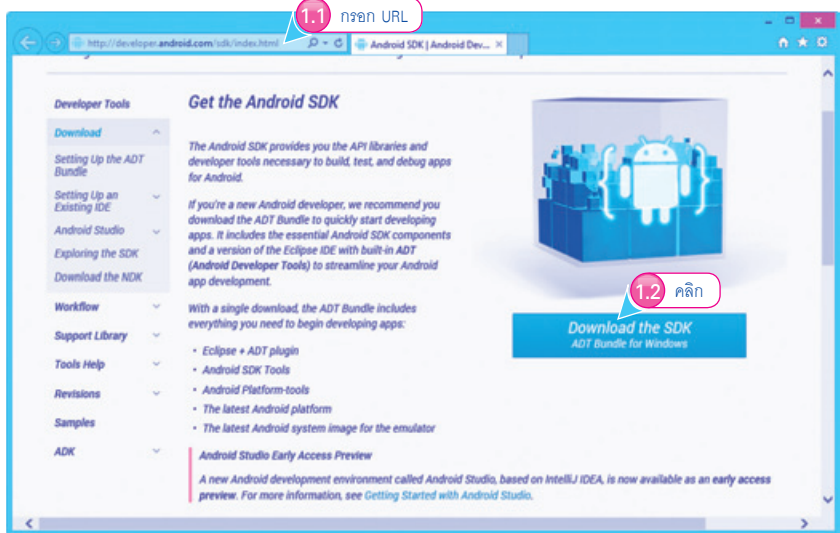 1.1 กรอก URL
http://developer.android.com/sdk/index.html
Android SDK | Android Dev...
Developer Tools
Download
Setting Up the ADT
Bundle
Setting Up an
Existing IDE
Android Studio
Exploring the SDK
Download the NDK
Workflow
Support Library
Tools Help
Revisions
Samples
ADK
Get the Android SDK
The Android SDK provides you the API libraries and
developer tools necessary to build, test, and debug apps
for Android.
If you're a new Android developer, we recommend you
download the ADT Bundle to quickly start developing
apps. It includes the essential Android SDK components
and a version of the Eclipse IDE with built-in ADT
(Android Developer Tools) to streamline your Android
app development.
With a single download, the ADT Bundle includes
everything you need to begin developing apps:
• Eclipse + ADT plugin
• Android SDK Tools
• Android Platform-tools
• The latest Android platform
• The latest Android system image for the emulator
Android Studio Early Access Preview
A new Android development environment called Android Studio, based on IntelliJ IDEA, is now available as an early access
preview. For more information, see Getting Started with Android Studio.
1.2 คลิก
Download the SDK
ADT Bundle for Windows